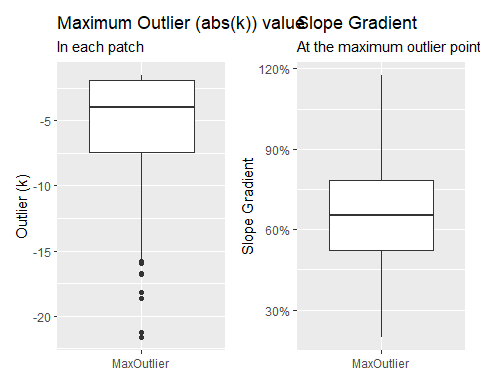 Maximum Outlier (abs(k)) value
In each patch
Outlier (k)
-5
-10
-15
-20
MaxOutlier
Slope Gradient
At the maximum outlier point
Slope Gradient
120%
90%
60%
30%
MaxOutlier